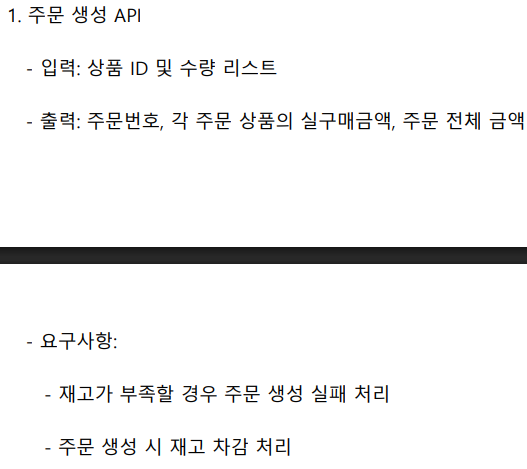 1. 주문 생성 API
- 입력: 상품 ID 및 수량 리스트
- 출력: 주문번호, 각 주문 상품의 실구매금액, 주문 전체 금액
- 요구사항:
- 재고가 부족할 경우 주문 생성 실패 처리
- 주문 생성 시 재고 차감 처리